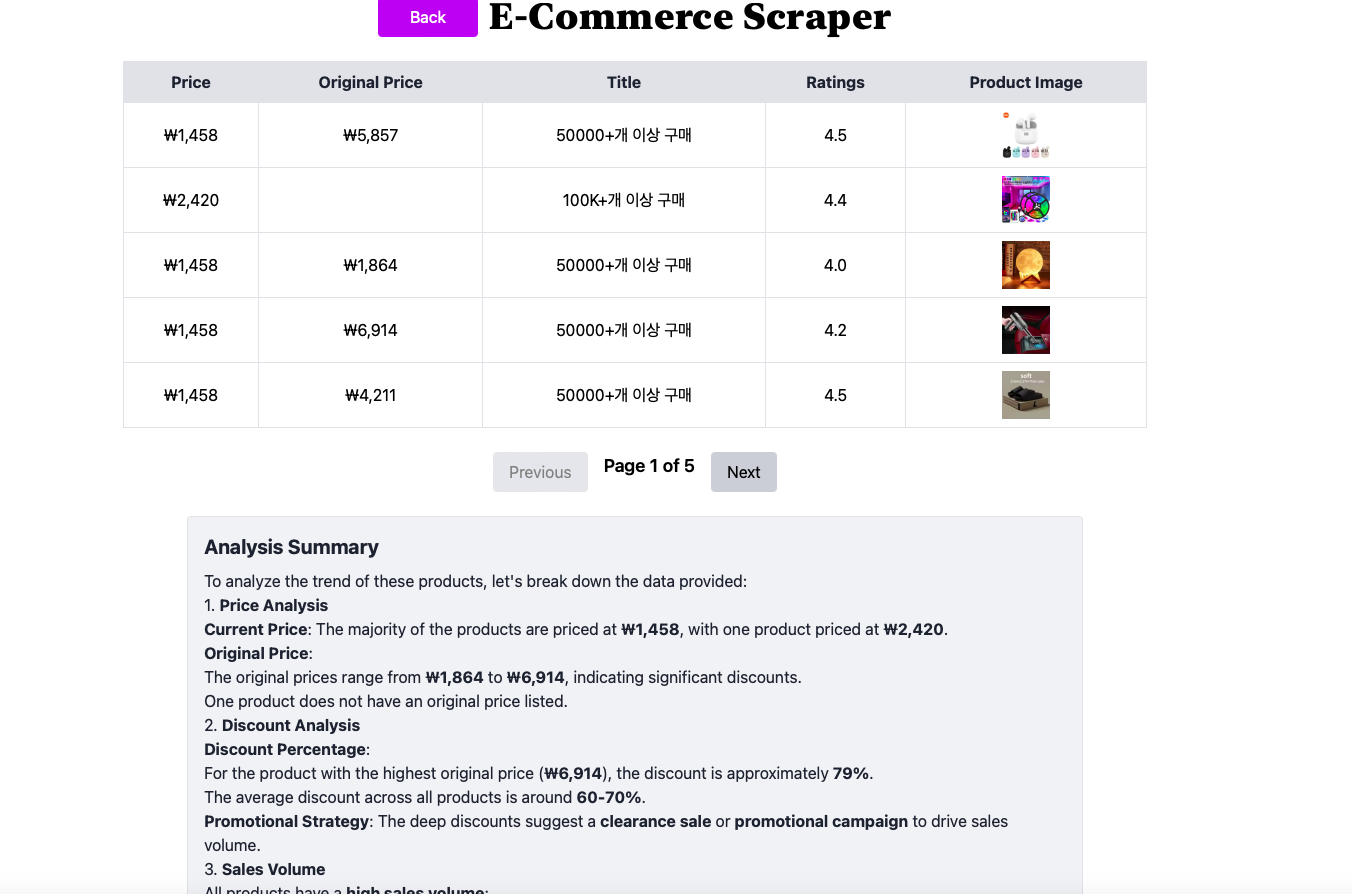 Back
E-Commerce Scraper
Price Original Price Title Ratings Product Image
₩1,458 ₩5,857 50000+개 이상 구매 4.5
₩2,420 100K+개 이상 구매 4.4
₩1,458 ₩1,864 50000+개 이상 구매 4.0
₩1,458 ₩6,914 50000+개 이상 구매 4.2
₩1,458 ₩4,211 50000+개 이상 구매 4.5
soft
Previous Page 1 of 5 Next
Analysis Summary
To analyze the trend of these products, let's break down the data provided:
1. Price Analysis
Current Price: The majority of the products are priced at ₩1,458, with one product priced at ₩2,420.
Original Price:
The original prices range from ₩1,864 to ₩6,914, indicating significant discounts.
One product does not have an original price listed.
2. Discount Analysis
Discount Percentage:
For the product with the highest original price (₩6,914), the discount is approximately 79%.
The average discount across all products is around 60-70%.
Promotional Strategy: The deep discounts suggest a clearance sale or promotional campaign to drive sales
volume.
3. Sales Volume
All products have a high sales volume: